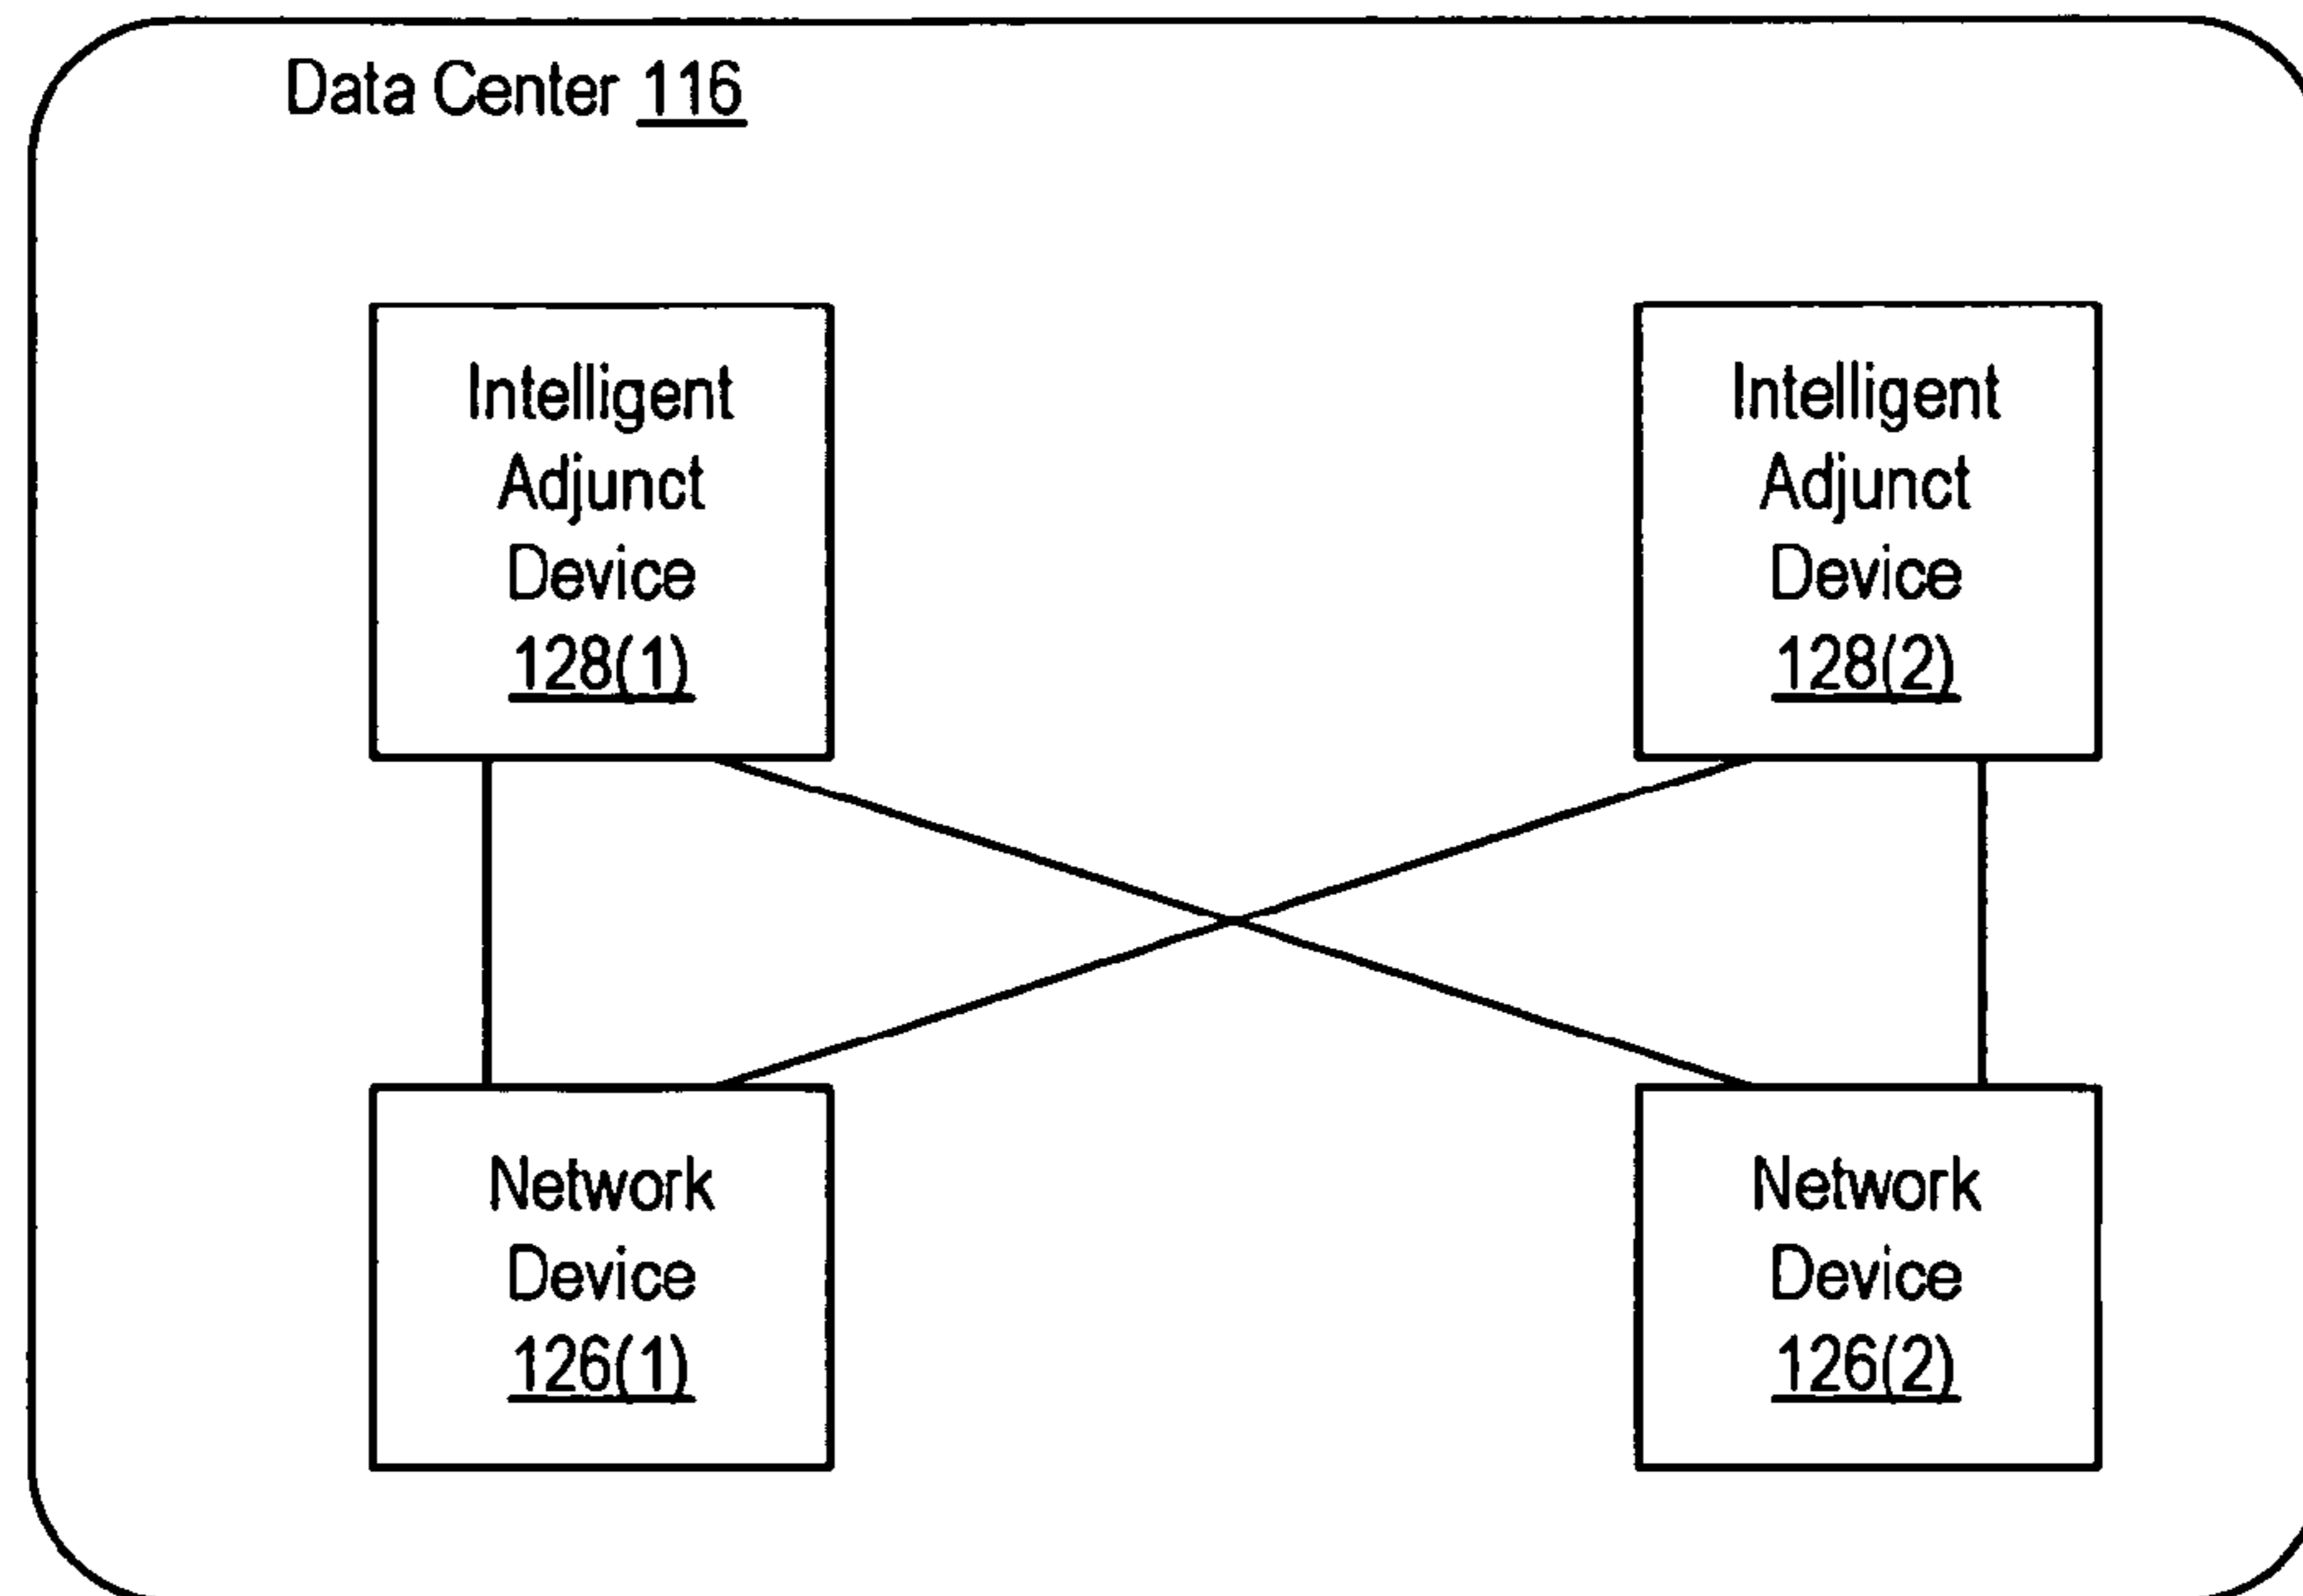 Data Center 116
Intelligent
Adjunct
Device
128(1)
Intelligent
Adjunct
Device
128(2)
Network
Device
126(1)
Network
Device
126(2)